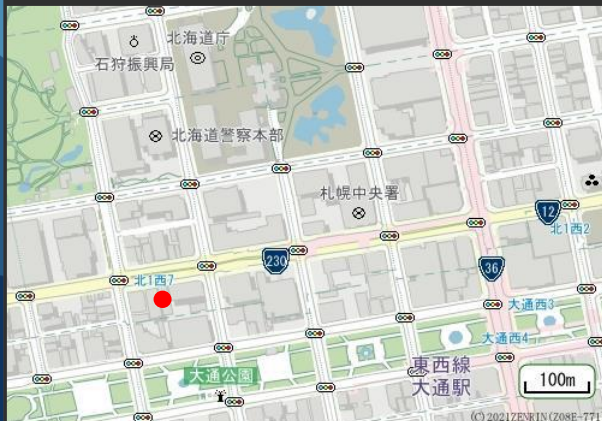 北海道庁
石狩振興局
北海道警察本部
札幌中央署
12
北1西2
230
36
北1西7
大通西3
大通西4
大通公園
東西線
大通駅
100m
(C)2021ZENRIN(Z08E-771